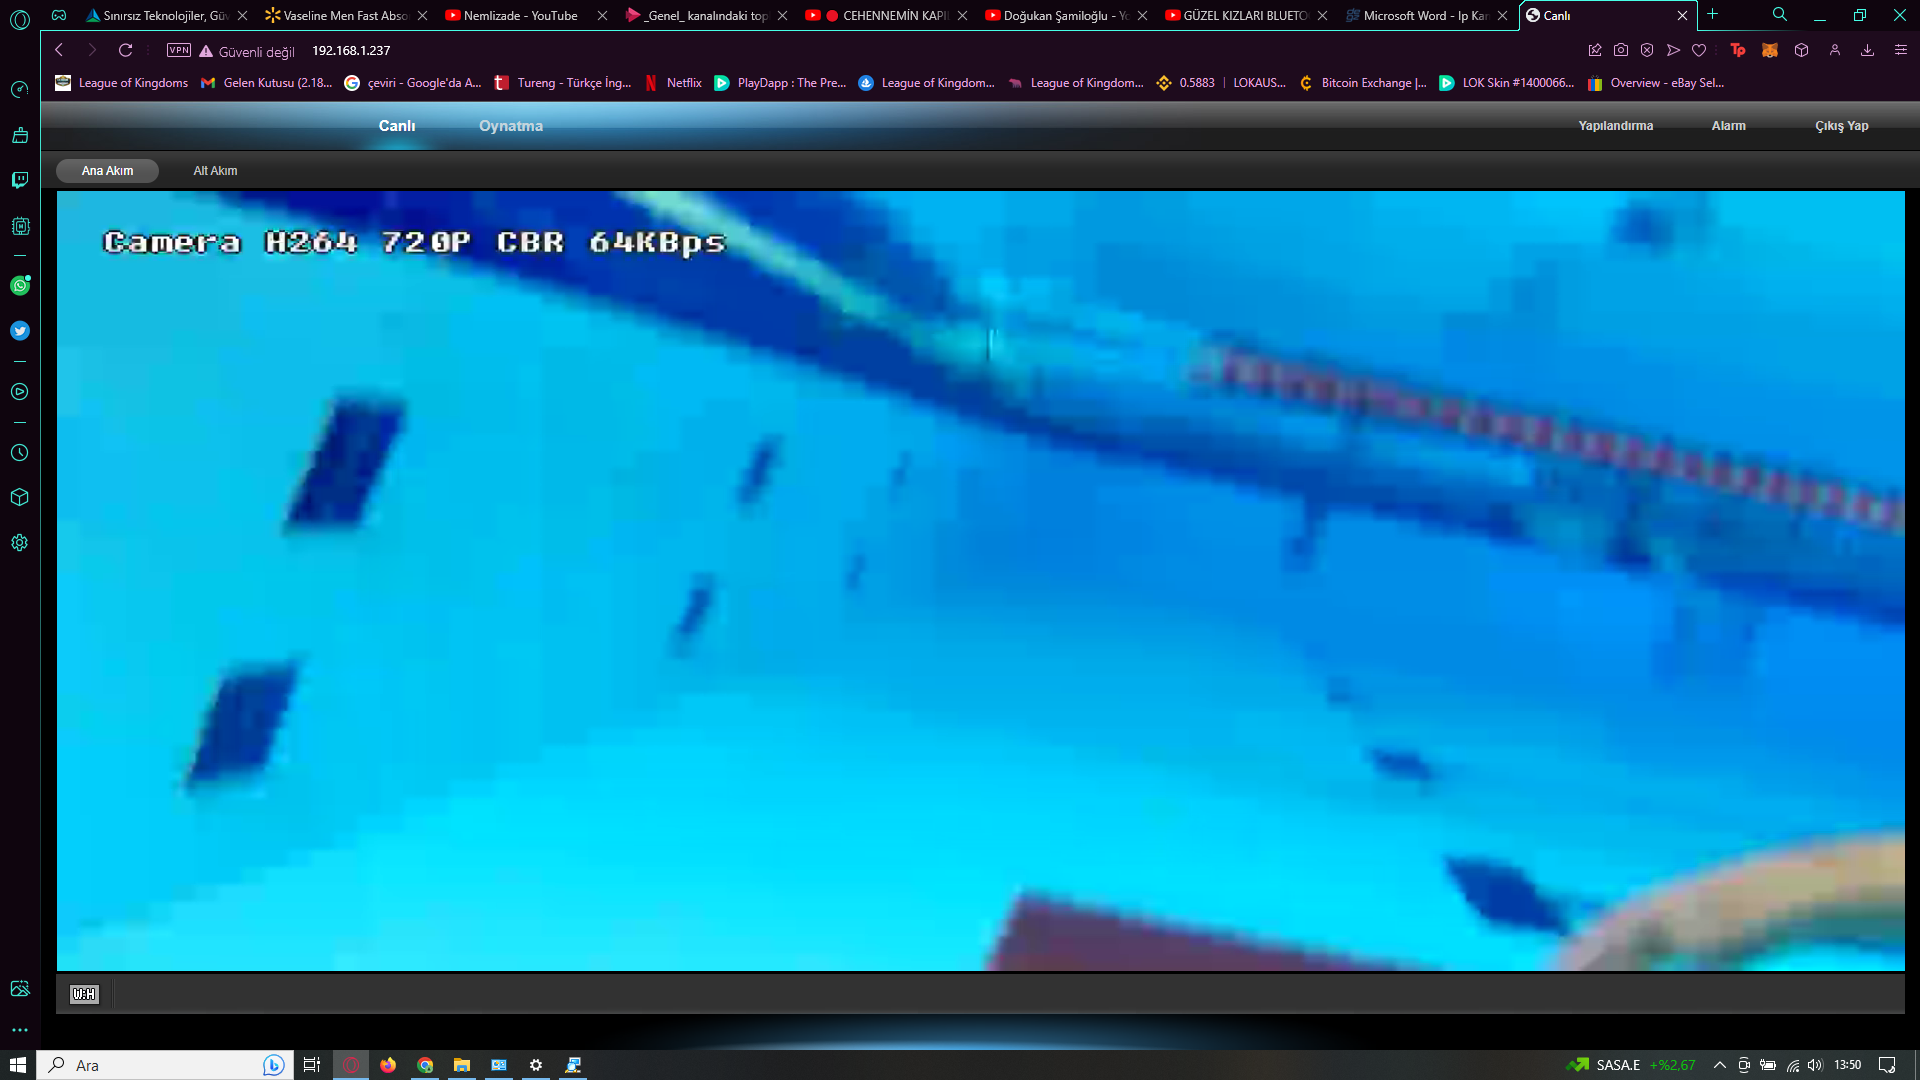 Sınırsız Teknolojiler, Güv
Vaseline Men Fast Abso
Nemlizade - YouTube
_Genel_ kanalındaki top
CEHENNEMİN KAPI
Doğukan Şamiloğlu - Yo
GÜZEL KIZLARI BLUETO
Microsoft Word - Ip Kar
Canlı
VPN
Güvenli değil
192.168.1.237
League of Kingdoms
Gelen Kutusu (2.18...
çeviri - Google'da A...
Tureng - Türkçe İng...
Netflix
PlayDapp : The Pre...
League of Kingdom...
League of Kingdom...
0.5883 | LOKAUS...
Bitcoin Exchange |...
LOK Skin #1400066...
Overview - eBay Sel...
Canlı
Oynatma
Yapılandırma
Alarm
Çıkış Yap
Ana Akım
Alt Akım
Camera H264 720P CBR 64KBps
W:H
Ara
SASA.E +%2.67
13:50